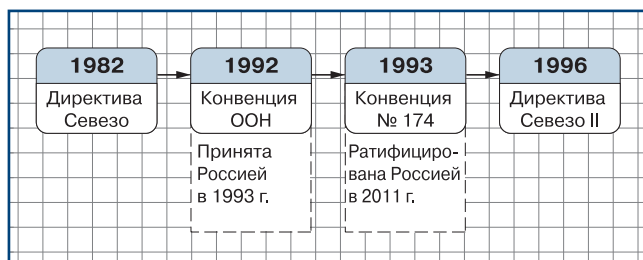 1982
Директива
Севезо
1992
Конвенция
ООН
Принята
Россией
в 1993 г.
1993
Конвенция
№ 174
Ратифициро-
вана Россией
в 2011 г.
1996
Директива
Севезо II